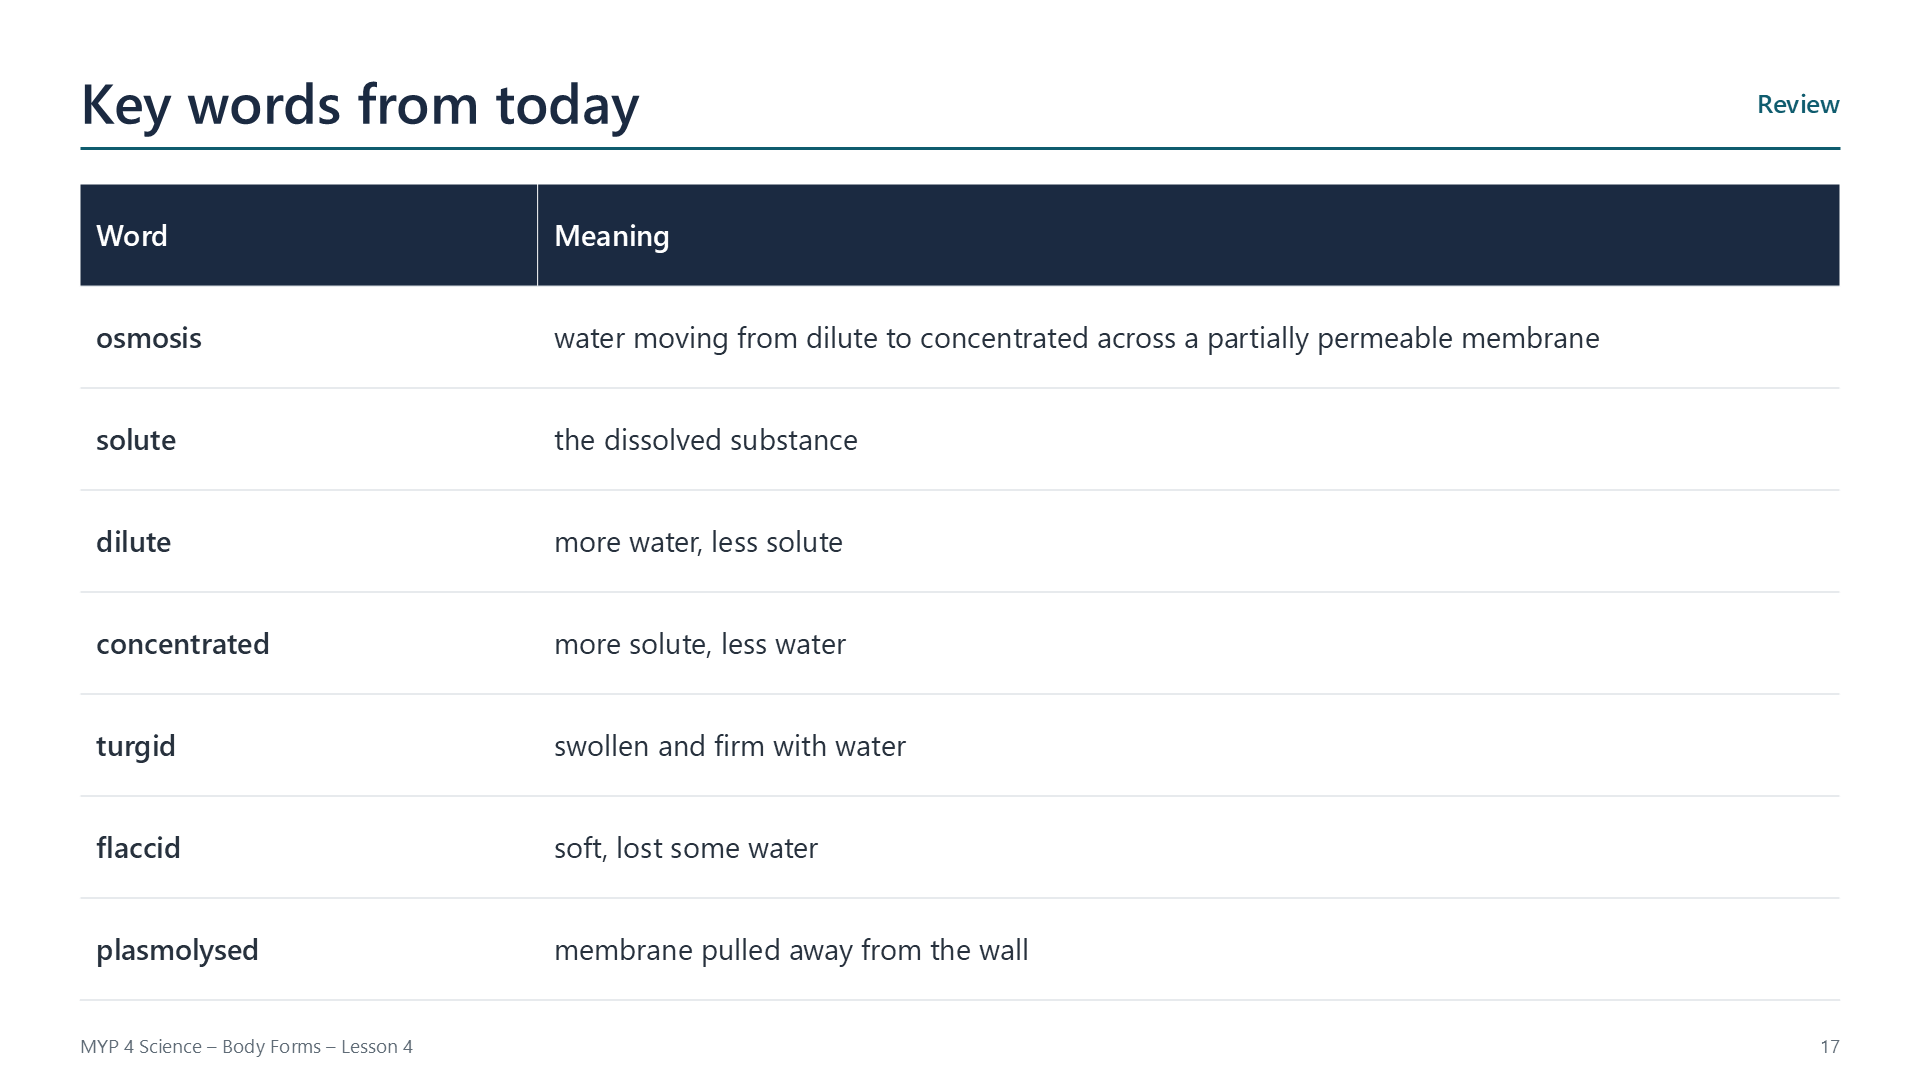 Key words from today
Review
Word Meaning
osmosis water moving from dilute to concentrated across a partially permeable membrane
solute the dissolved substance
dilute more water, less solute
concentrated more solute, less water
turgid swollen and firm with water
flaccid soft, lost some water
plasmolysed membrane pulled away from the wall
MYP 4 Science – Body Forms – Lesson 4
17